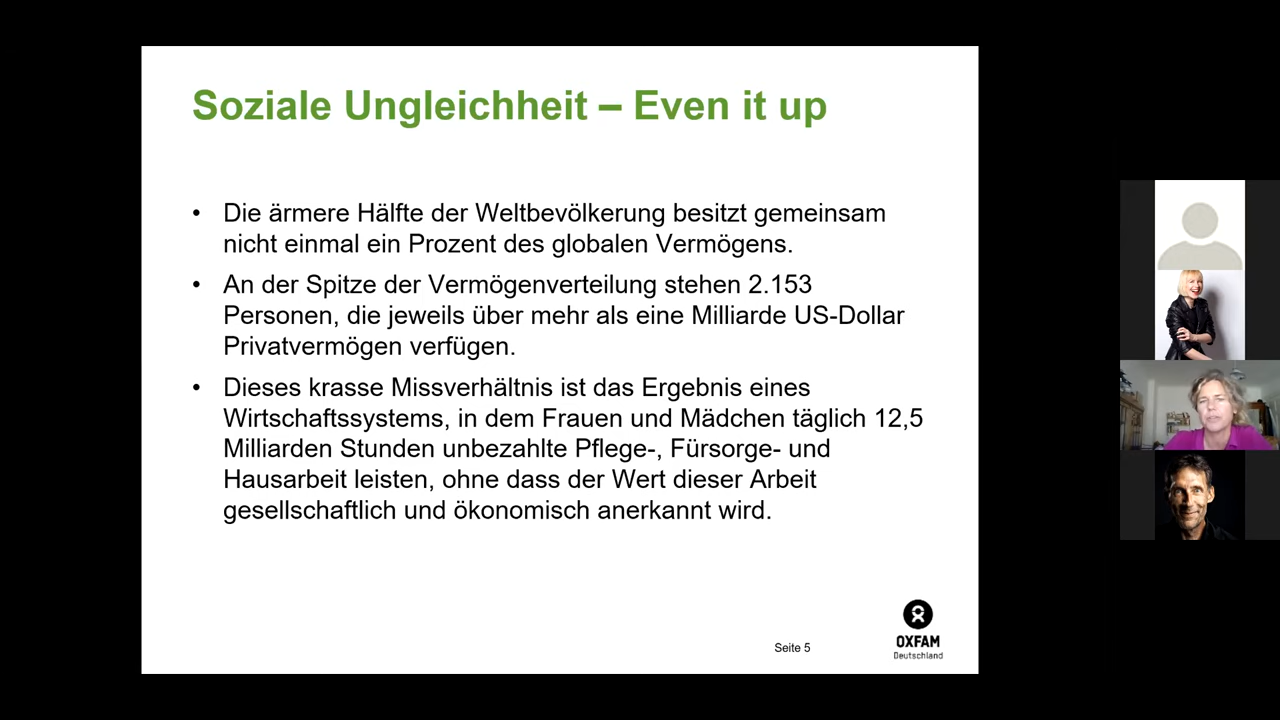 Soziale Ungleichheit – Even it up
• Die ärmere Hälfte der Weltbevölkerung besitzt gemeinsam
nicht einmal ein Prozent des globalen Vermögens.
• An der Spitze der Vermögenverteilung stehen 2.153
Personen, die jeweils über mehr als eine Milliarde US-Dollar
Privatvermögen verfügen.
• Dieses krasse Missverhältnis ist das Ergebnis eines
Wirtschaftssystems, in dem Frauen und Mädchen täglich 12,5
Milliarden Stunden unbezahlte Pflege-, Fürsorge- und
Hausarbeit leisten, ohne dass der Wert dieser Arbeit
gesellschaftlich und ökonomisch anerkannt wird.
Seite 5
OXFAM
Deutschland